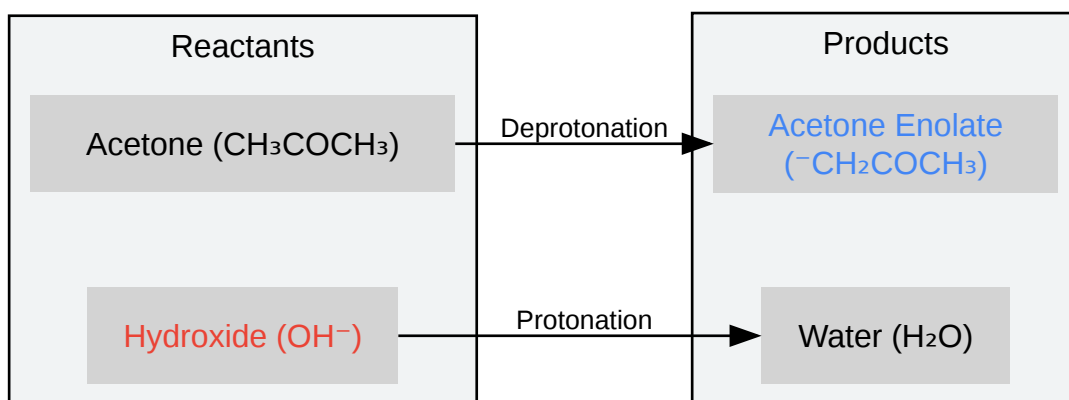 Reactants
Products
Acetone (CH₃COCH₃)
Deprotonation
Acetone Enolate
(⁻CH₂COCH₃)
Hydroxide (OH⁻)
Protonation
Water (H₂O)